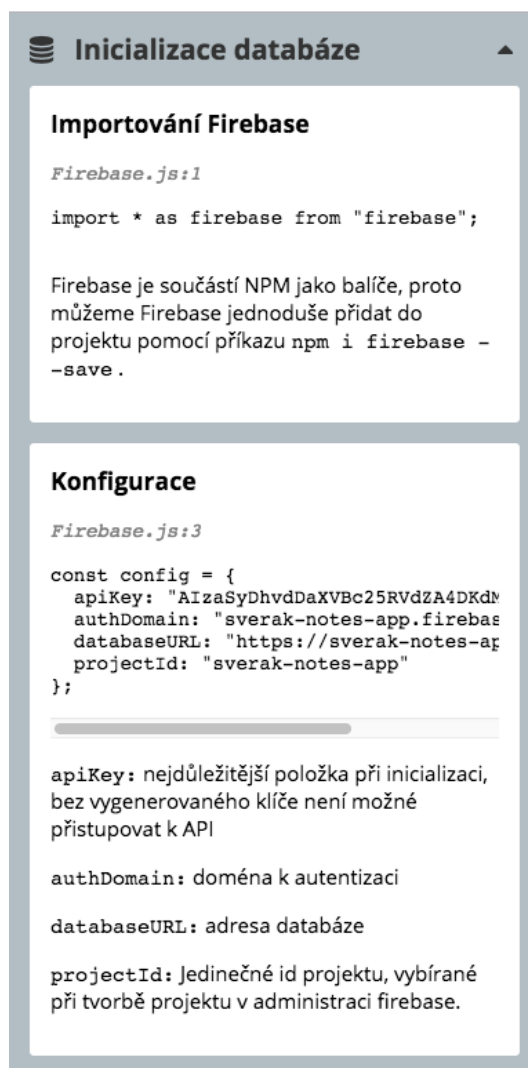 Inicializace databáze
Importování Firebase
Firebase.js:1
import * as firebase from "firebase";
Firebase je součástí NPM jako balíče, proto
můžeme Firebase jednoduše přidat do
projektu pomocí příkazu npm i firebase -
-save .
Konfigurace
Firebase.js:3
const config = {
apiKey: "AIzaSyDhvdDaXVBc25RVdZA4DKdM
authDomain: "sverak-notes-app.firebas
databaseURL: "https://sverak-notes-ap
projectId: "sverak-notes-app"
};
apiKey: nejdůležitější položka při inicializaci,
bez vygenerovaného klíče není možné
přistupovat k API
authDomain: doména k autentizaci
databaseURL: adresa databáze
projectId: Jedinečné id projektu, vybírané
při tvorbě projektu v administraci firebase.